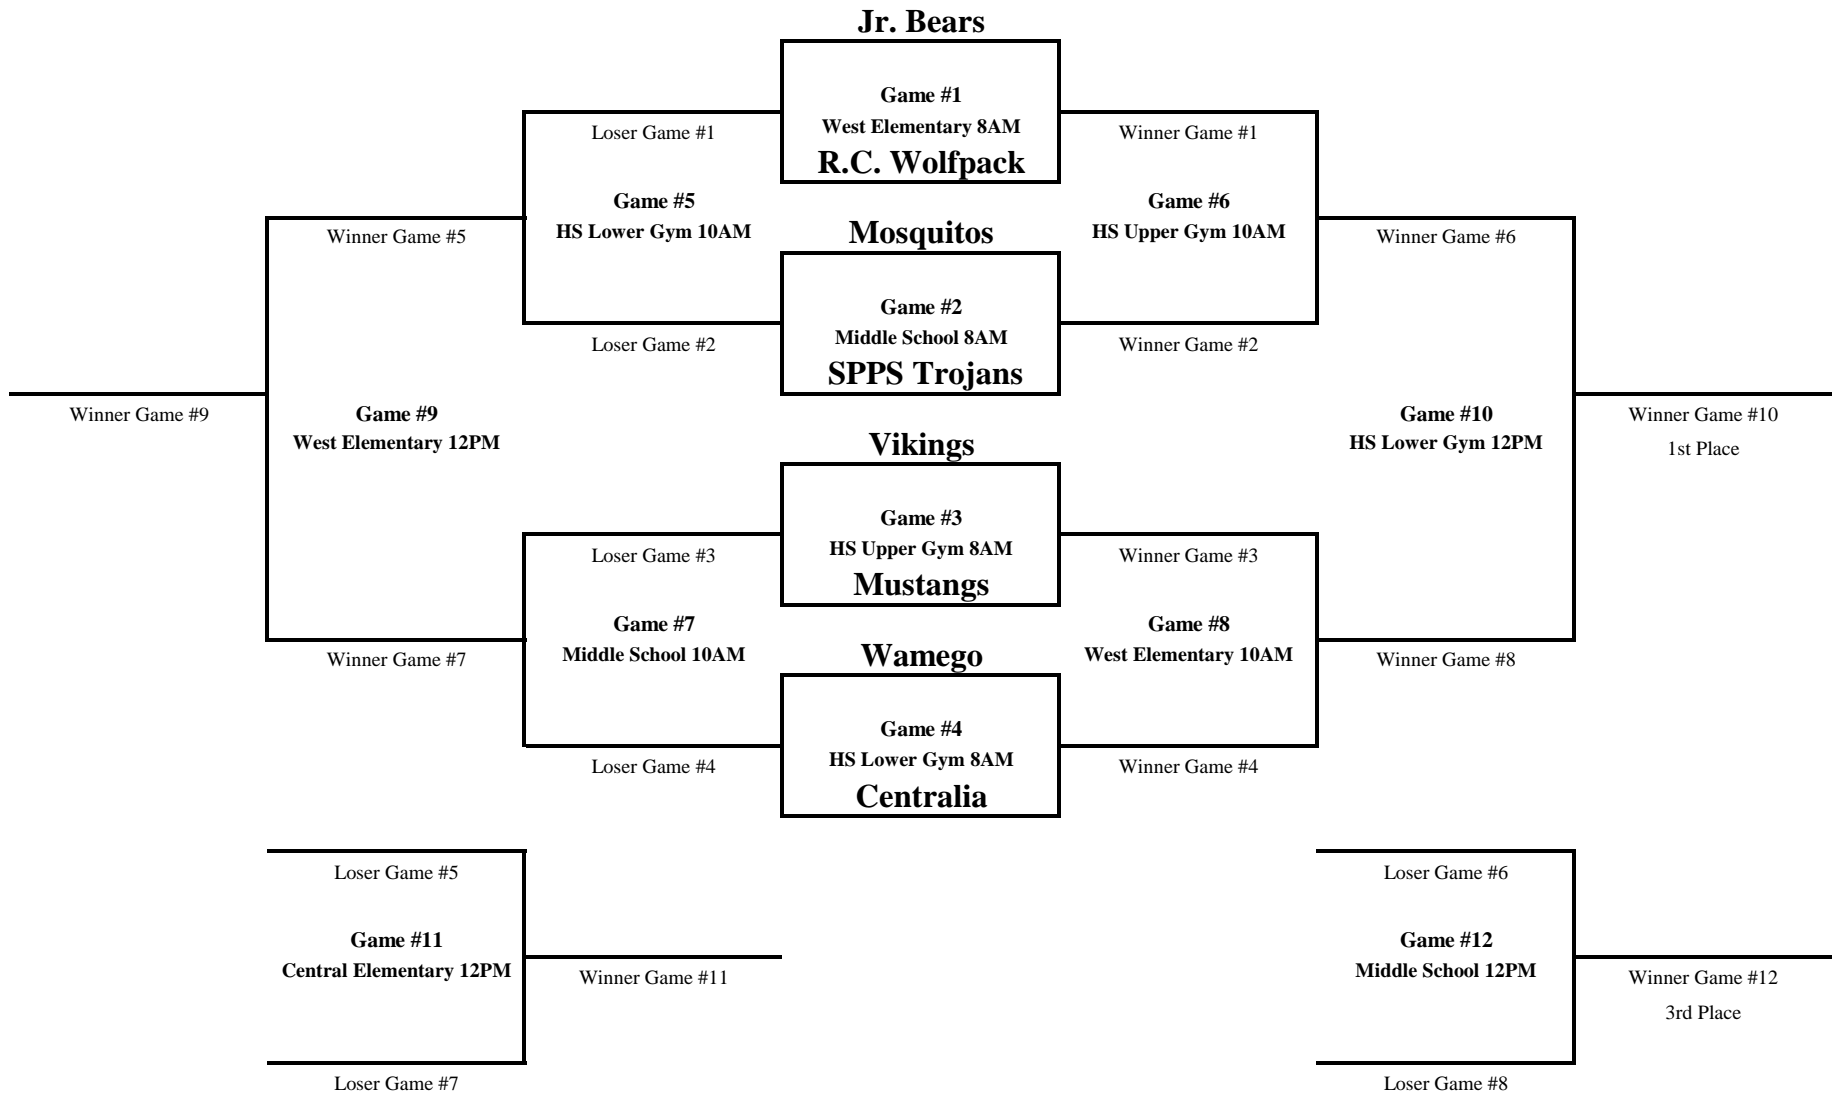 Jr. Bears
Game #1
West Elementary 8AM
R.C. Wolfpack
Loser Game #1
Winner Game #1
Game #5
HS Lower Gym 10AM
Game #6
HS Upper Gym 10AM
Winner Game #5
Mosquitos
Winner Game #6
Game #2
Middle School 8AM
SPPS Trojans
Loser Game #2
Winner Game #2
Winner Game #9
Game #9
West Elementary 12PM
Game #10
HS Lower Gym 12PM
Winner Game #10
1st Place
Vikings
Game #3
HS Upper Gym 8AM
Mustangs
Loser Game #3
Winner Game #3
Game #7
Middle School 10AM
Game #8
West Elementary 10AM
Winner Game #7
Wamego
Winner Game #8
Game #4
HS Lower Gym 8AM
Centralia
Loser Game #4
Winner Game #4
Loser Game #5
Loser Game #6
Game #11
Central Elementary 12PM
Winner Game #11
Game #12
Middle School 12PM
Winner Game #12
3rd Place
Loser Game #7
Loser Game #8